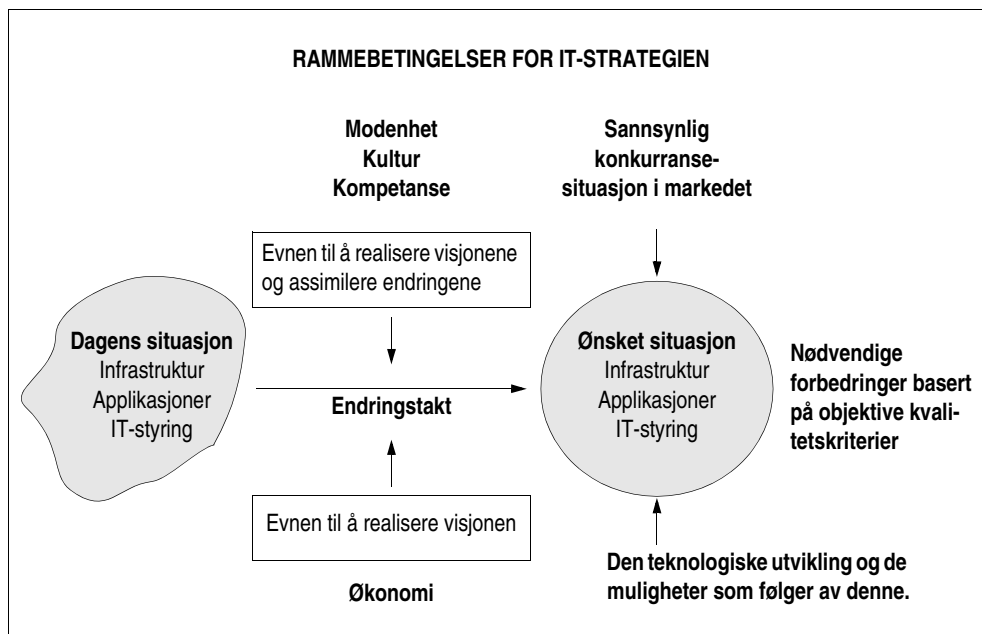 RAMMEBETINGELSER FOR IT-STRATEGIEN
Modenhet
Kultur
Kompetanse
Sannsynlig
konkurranse-
situasjon i markedet
Evnen til å realisere visjonene
og assimilere endringene
Dagens situasjon
Infrastruktur
Applikasjoner
IT-styring
Endringstakt
Ønsket situasjon
Infrastruktur
Applikasjoner
IT-styring
Nødvendige
forbedringer basert
på objektive kvali-
tetskriterier
Evnen til å realisere visjonen
Økonomi
Den teknologiske utvikling og de
muligheter som følger av denne.